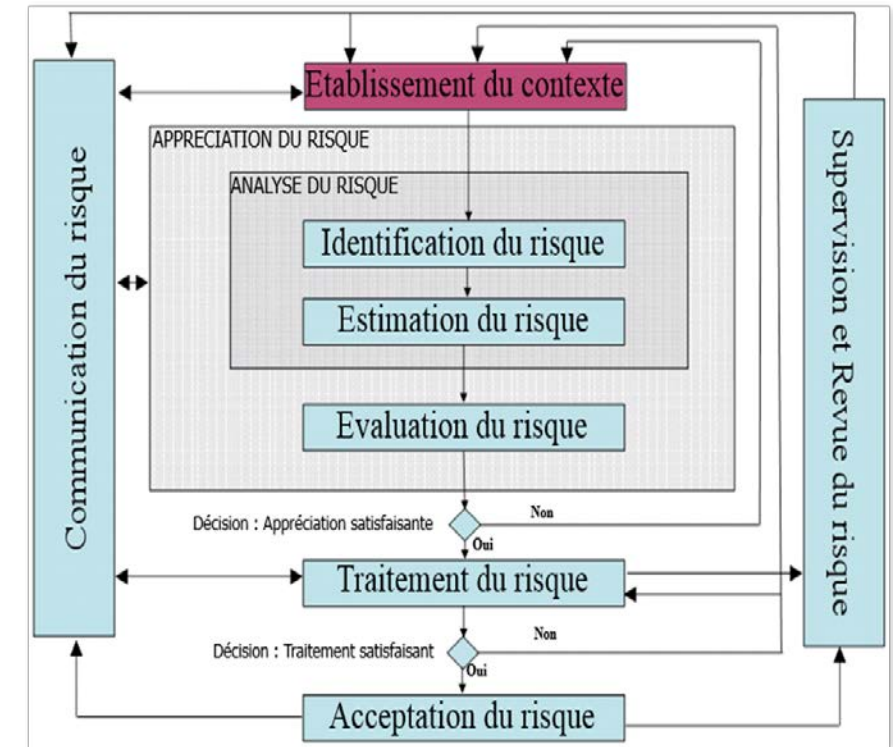 Etablissement du contexte
APPRECIATION DU RISQUE
ANALYSE DU RISQUE
Identification du risque
Estimation du risque
Evaluation du risque
Décision : Appréciation satisfaisante
Non
Oui
Traitement du risque
Décision : Traitement satisfaisant
Non
Oui
Acceptation du risque
Communication du risque
Supervision et Revue du risque